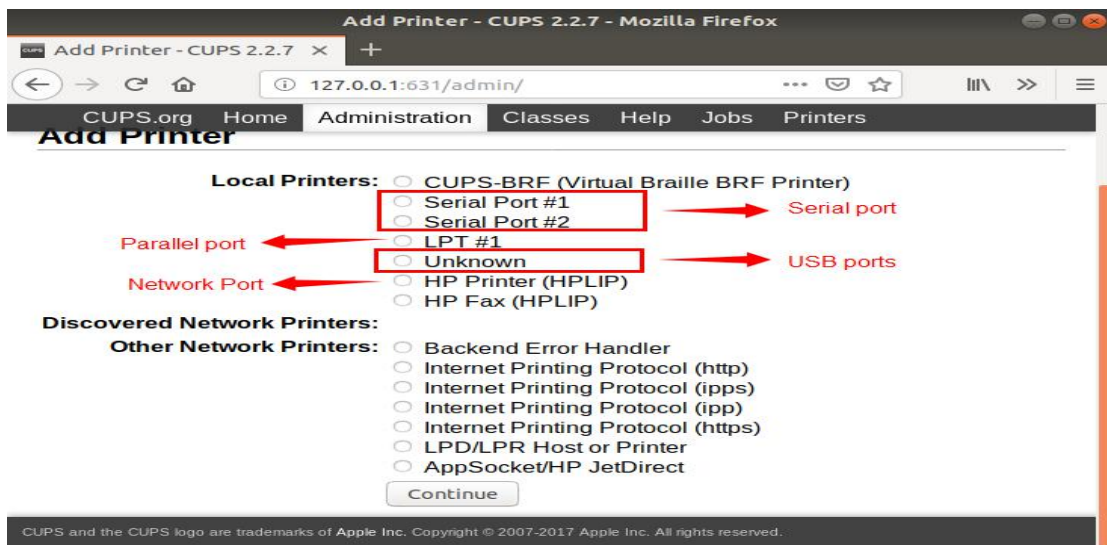 Add Printer - CUPS 2.2.7 - Mozilla Firefox
CUPS Add Printer - CUPS 2.2.7 × +
127.0.0.1:631/admin/
CUPS.org Home Administration Classes Help Jobs Printers
Add Printer
Local Printers: CUPS-BRF (Virtual Braille BRF Printer)
Serial Port #1
Serial port
Serial Port #2
Parallel port LPT #1
Unknown USB ports
Network Port HP Printer (HPLIP)
HP Fax (HPLIP)
Discovered Network Printers:
Other Network Printers: Backend Error Handler
Internet Printing Protocol (http)
Internet Printing Protocol (ipps)
Internet Printing Protocol (ipp)
Internet Printing Protocol (https)
LPD/LPR Host or Printer
AppSocket/HP JetDirect
Continue
CUPS and the CUPS logo are trademarks of Apple Inc. Copyright © 2007-2017 Apple Inc. All rights reserved.